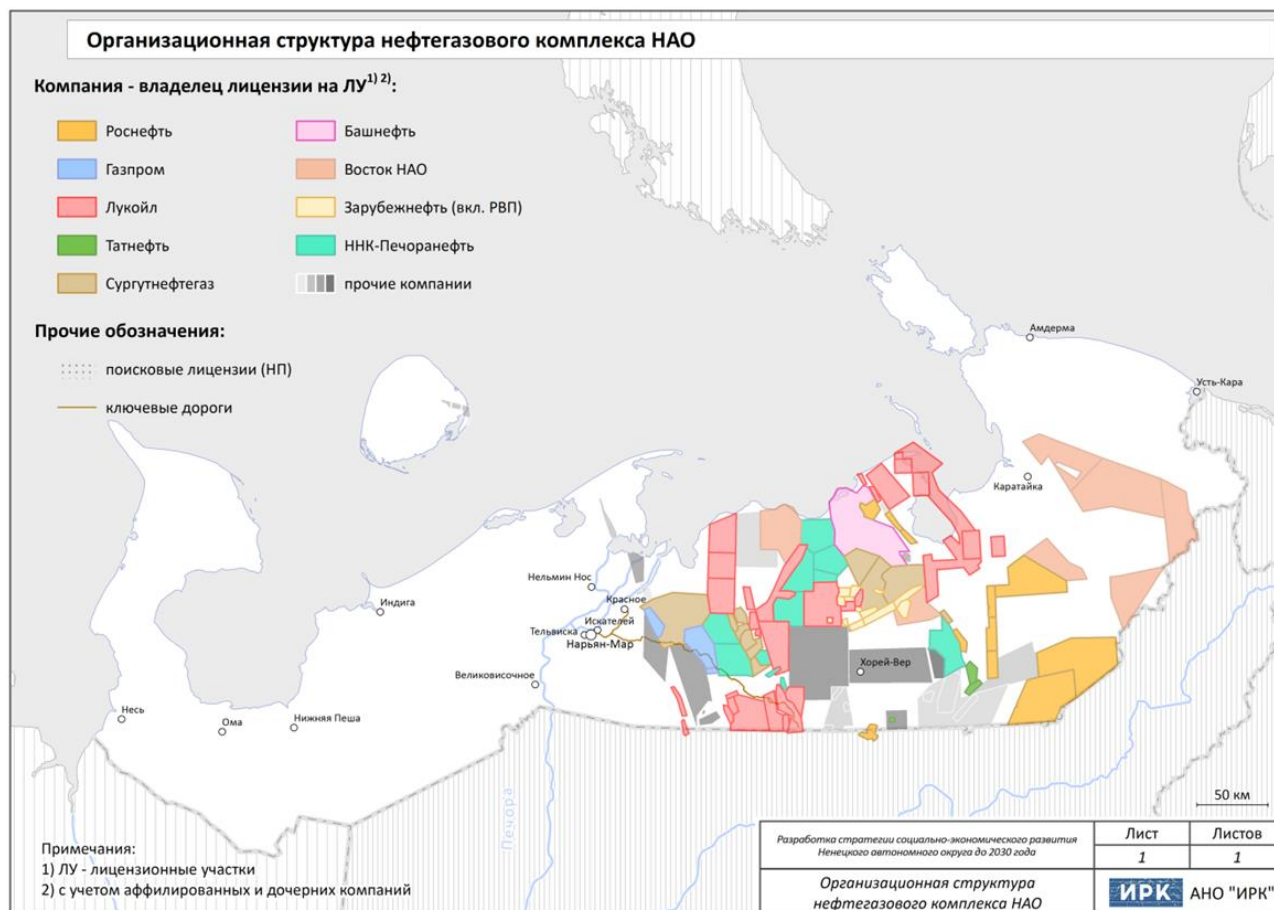 Организационная структура нефтегазового комплекса НАО
Компания - владелец лицензии на ЛУ1) 2):
Роснефть
Газпром
Лукойл
Татнефть
Сургутнефтегаз
Башнефть
Восток НАО
Зарубежнефть (вкл. РВП)
ННК-Печоранефть
прочие компании
Прочие обозначения:
поисковые лицензии (НП)
ключевые дороги
Амдерма
Усть-Кара
Каратайка
Нельмин Нос
Красное
Индига
Искателей
Тельвиска
Нарьян-Мар
Хорей-Вер
Великовисочное
Несь
Ома
Нижняя Пеша
Печора
50 км
Примечания:
1) ЛУ - лицензионные участки
2) с учетом аффилированных и дочерних компаний
Разработка стратегии социально-экономического развития
Ненецкого автономного округа до 2030 года
Лист
Листов
1
1
Организационная структура
нефтегазового комплекса НАО
ИРК АНО "ИРК"